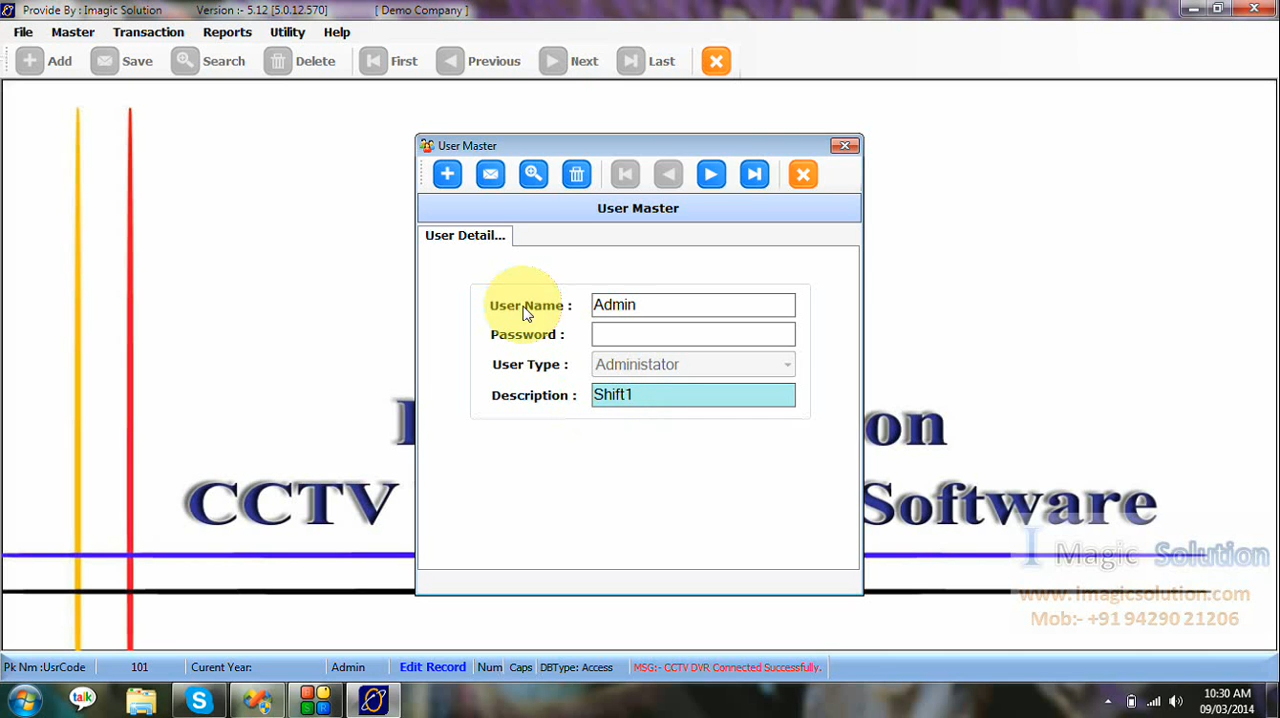 Provide By : Imagic Solution Version :- 5.12 [5.0.12.570] [ Demo Company ]
File Master Transaction Reports Utility Help
Add Save Search Delete First Previous Next Last
User Master
User Master
User Detail...
User Name : Admin
Password :
User Type : Administator
Description : Shift1
on
CCTV Software
I Magic Solution
www.imagicsolution.com
Mob:- +91 94290 21206
Pk Nm :UsrCode 101 Curent Year: Admin Edit Record Num Caps DBType: Access MSG:- CCTV DVR Connected Successfully.
talk
10:30 AM
09/03/2014